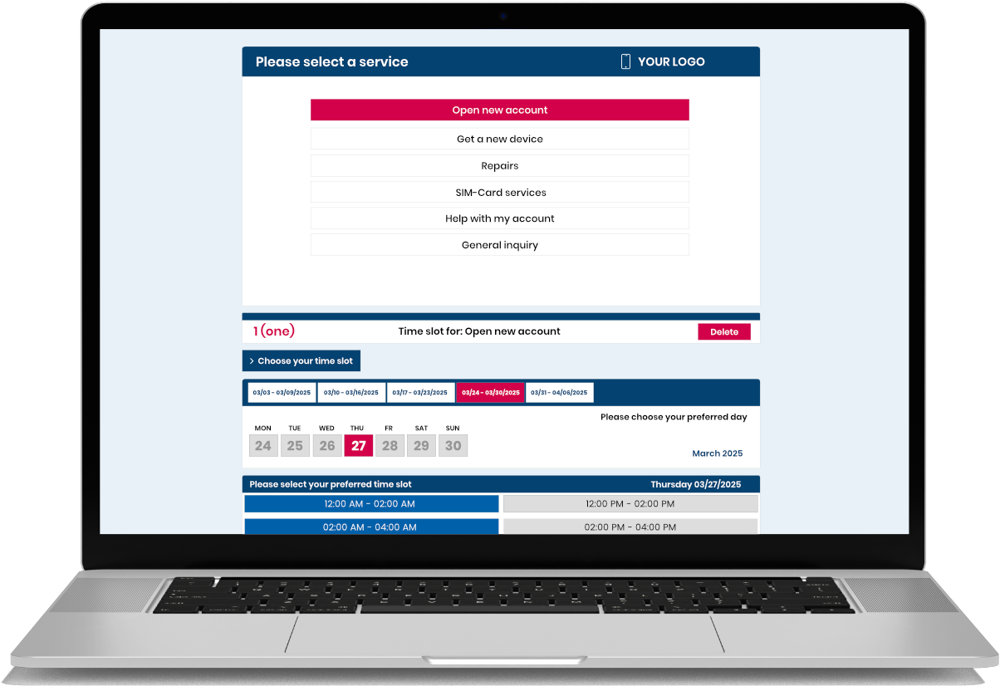 Please select a service
YOUR LOGO
Open new account
Get a new device
Repairs
SIM-Card services
Help with my account
General inquiry
1 (one)
Time slot for: Open new account
Delete
> Choose your time slot
03/03 - 03/09/2025
03/10 - 03/16/2025
03/17 - 03/23/2025
03/24 - 03/30/2025
03/31 - 04/06/2025
Please choose your preferred day
MON TUE WED THU FR SAT SUN
24 25 26 27 28 29 30
March 2025
Please select your preferred time slot
Thursday 03/27/2025
12:00 AM - 02:00 AM
12:00 PM - 02:00 PM
02:00 AM - 04:00 AM
02:00 PM - 04:00 PM